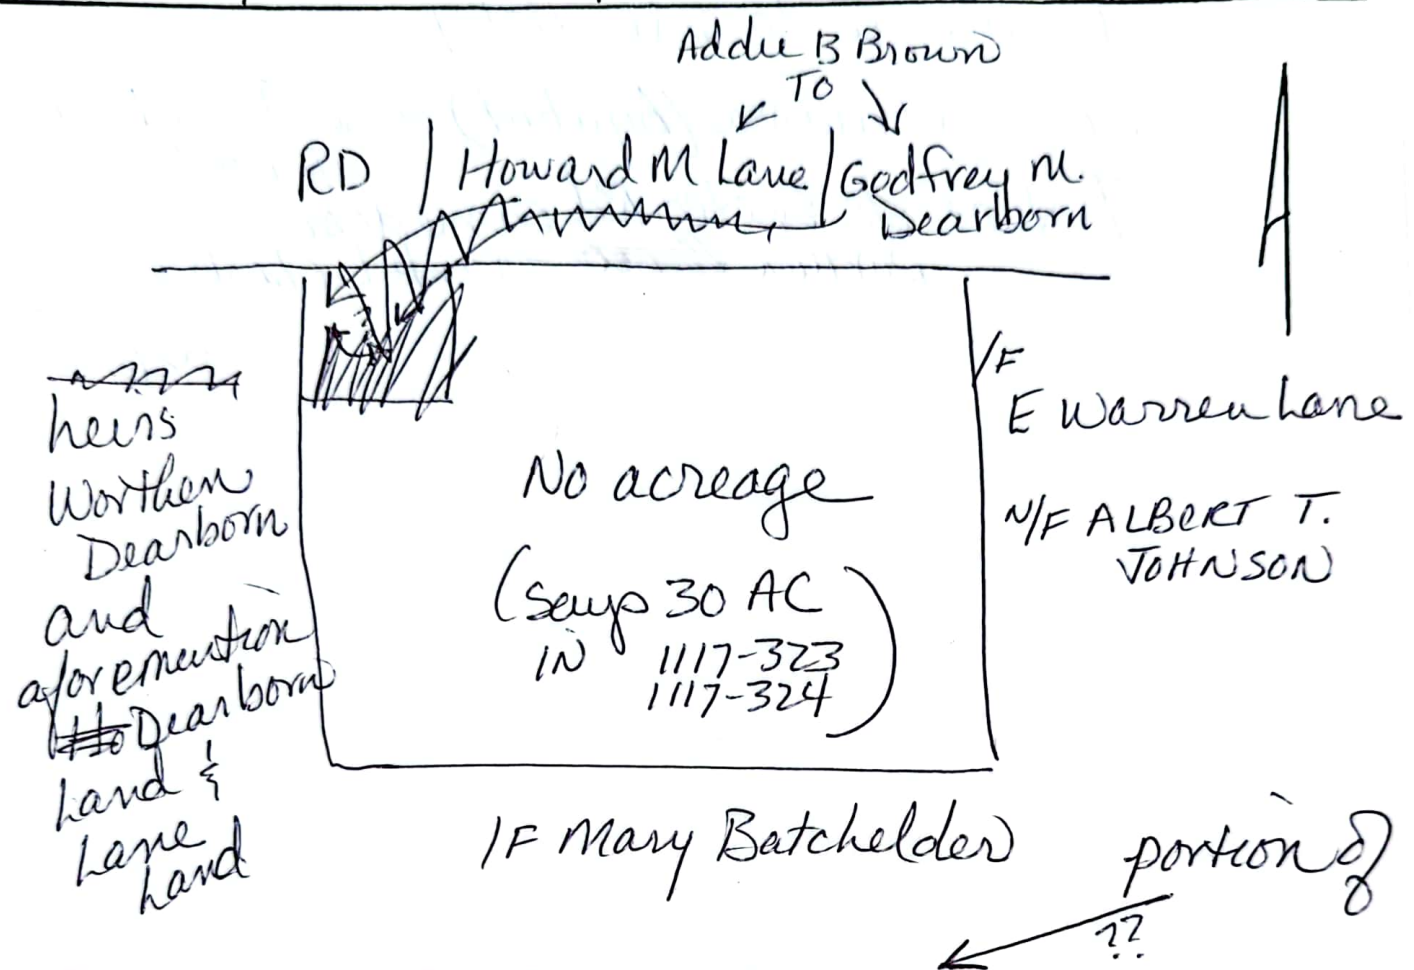 Addie B Brown
TO
RD / Howard M Lane / Godfrey M.
Dearborn
/F
E Warren Lane
N/F ALBERT T.
JOHNSON
heirs
Worthen
Dearborn
and
aforemention
Dearborn
Land &
Lane
Land
No acreage
(Says 30 AC
IN 1117-323
1117-324)
/F Mary Batchelder
portion of
??